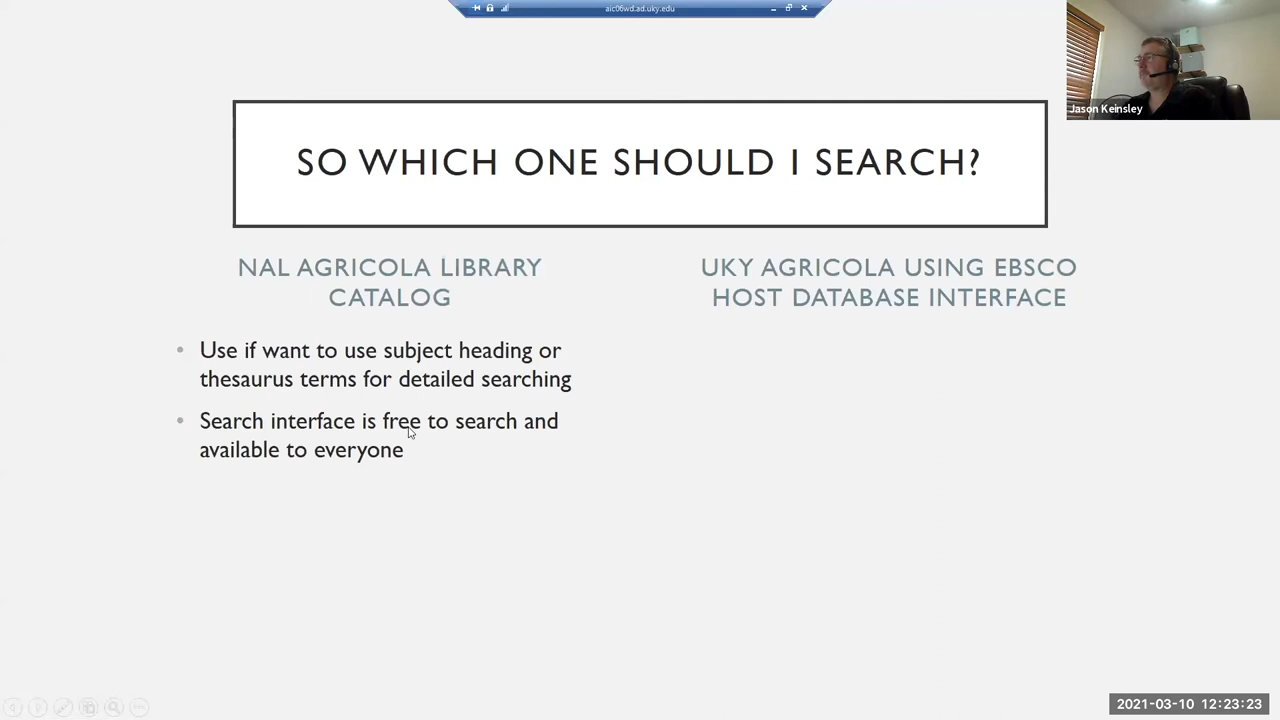 aic06wd.ad.uky.edu
Jason Keinsley
SO WHICH ONE SHOULD I SEARCH?
NAL AGRICOLA LIBRARY
CATALOG
• Use if want to use subject heading or
thesaurus terms for detailed searching
• Search interface is free to search and
available to everyone
UKY AGRICOLA USING EBSCO
HOST DATABASE INTERFACE
2021-03-10 12:23:23